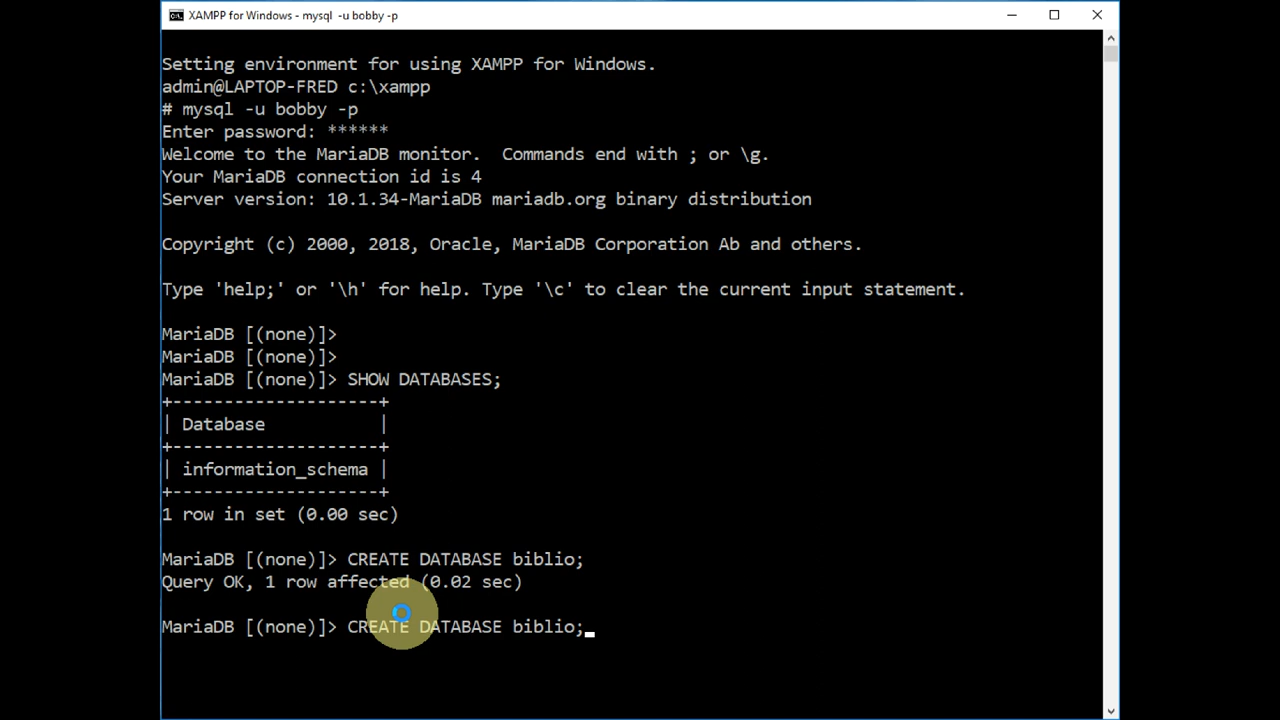 XAMPP for Windows - mysql -u bobby -p
Setting environment for using XAMPP for Windows.
admin@LAPTOP-FRED c:\xampp
# mysql -u bobby -p
Enter password: ******
Welcome to the MariaDB monitor.  Commands end with ; or \g.
Your MariaDB connection id is 4
Server version: 10.1.34-MariaDB mariadb.org binary distribution
Copyright (c) 2000, 2018, Oracle, MariaDB Corporation Ab and others.
Type 'help;' or '\h' for help. Type '\c' to clear the current input statement.
MariaDB [(none)]>
MariaDB [(none)]>
MariaDB [(none)]> SHOW DATABASES;
+--------------------+
| Database           |
+--------------------+
| information_schema |
+--------------------+
1 row in set (0.00 sec)
MariaDB [(none)]> CREATE DATABASE biblio;
Query OK, 1 row affected (0.02 sec)
MariaDB [(none)]> CREATE DATABASE biblio;